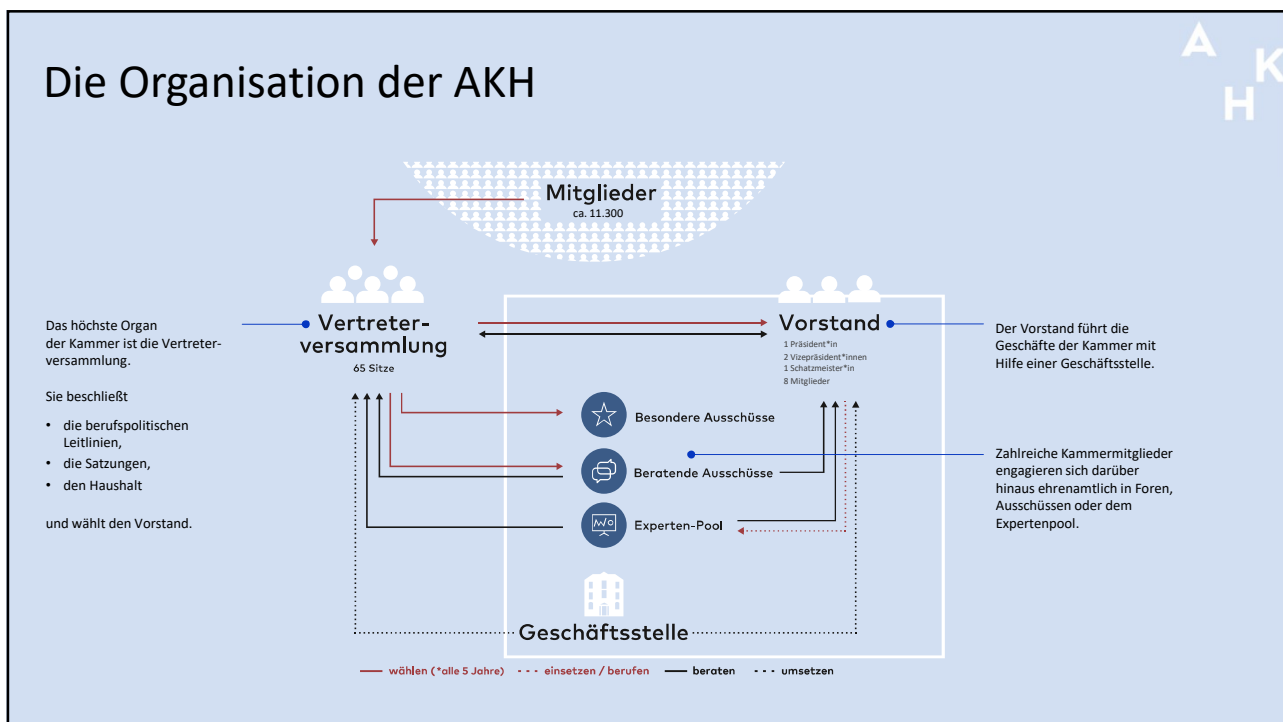 A
K
H
Die Organisation der AKH
Mitglieder
ca. 11.300
Das höchste Organ
der Kammer ist die Vertreter-
versammlung.
Sie beschließt
• die berufspolitischen
Leitlinien,
• die Satzungen,
• den Haushalt
und wählt den Vorstand.
Vertreter-
versammlung
65 Sitze
Vorstand
1 Präsident*in
2 Vizepräsident*innen
1 Schatzmeister*in
8 Mitglieder
Der Vorstand führt die
Geschäfte der Kammer mit
Hilfe einer Geschäftsstelle.
Besondere Ausschüsse
Beratende Ausschüsse
Experten-Pool
Zahlreiche Kammermitglieder
engagieren sich darüber
hinaus ehrenamtlich in Foren,
Ausschüssen oder dem
Expertenpool.
Geschäftsstelle
wählen (*alle 5 Jahre) einsetzen / berufen beraten umsetzen